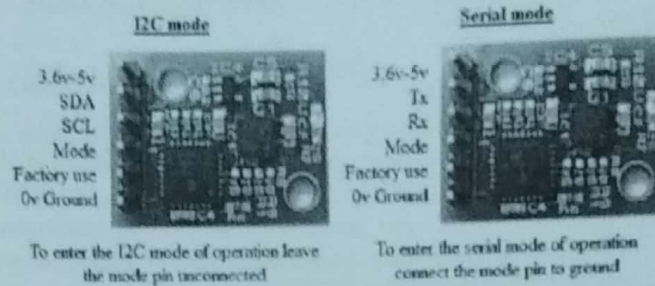 I2C mode
3.6v-5v
SDA
SCL
Mode
Factory use
0v Ground
To enter the I2C mode of operation leave
the mode pin unconnected
Serial mode
3.6v-5v
Tx
Rx
Mode
Factory use
0v Ground
To enter the serial mode of operation
connect the mode pin to ground